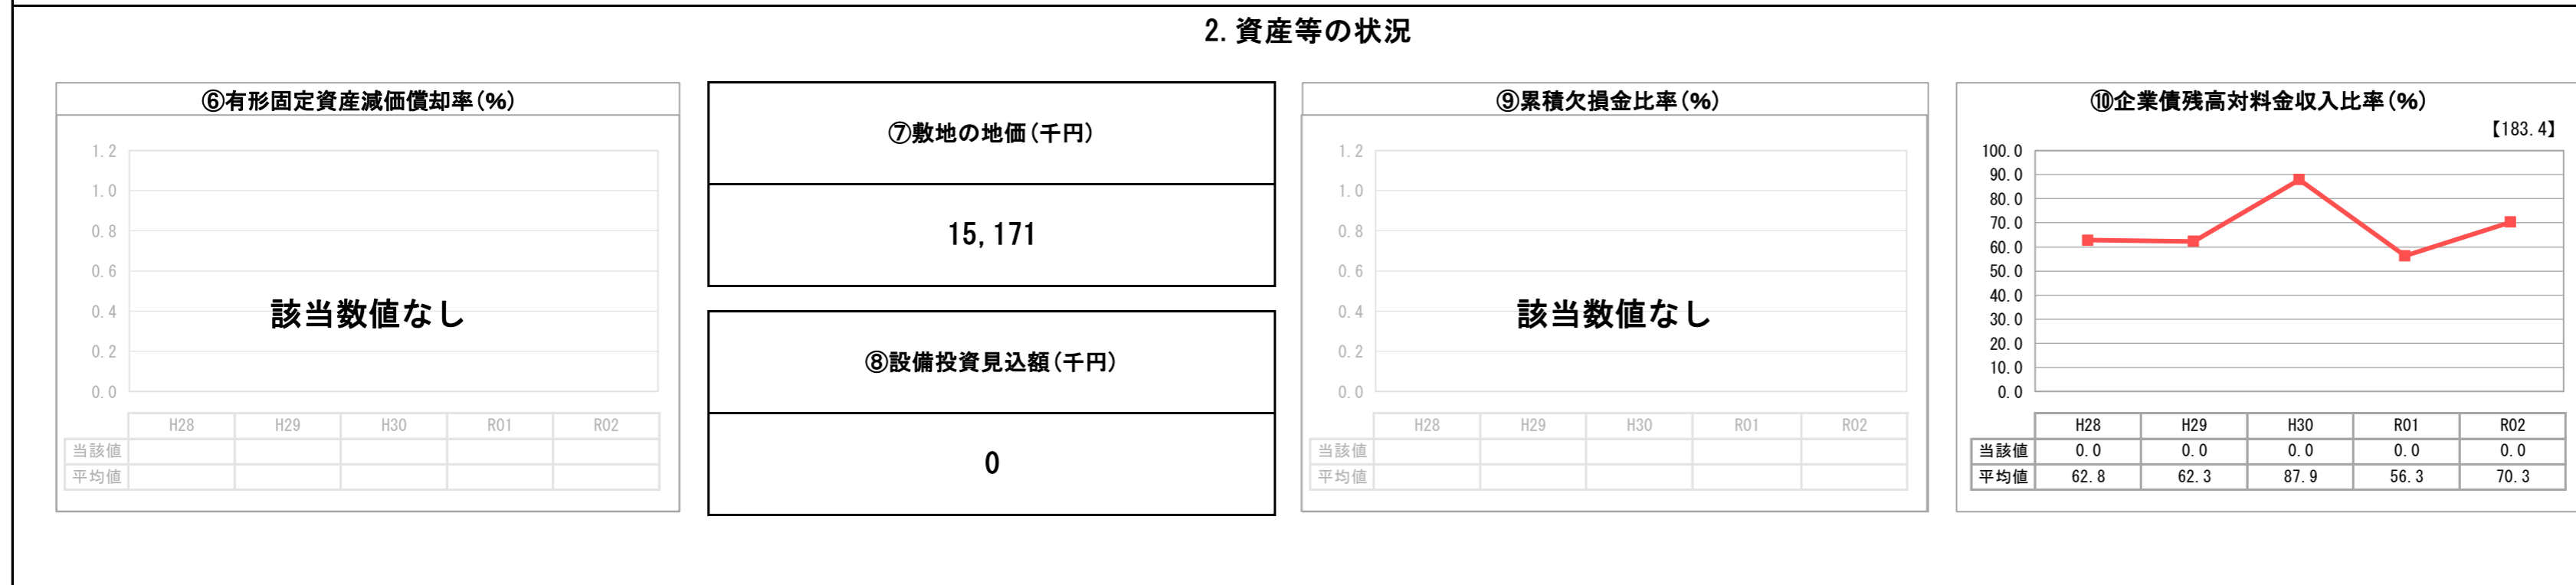 2.資産等の状況
⑥有形固定資産減価償却率(%)
1.2
1.0
0.8
0.6
0.4
0.2
0.0
該当数値なし
H28 H29 H30 R01 R02
当該値
平均値
⑦敷地の地価(千円)
15,171
⑧設備投資見込額(千円)
0
⑨累積欠損金比率(%)
1.2
1.0
0.8
0.6
0.4
0.2
0.0
該当数値なし
H28 H29 H30 R01 R02
当該値
平均値
⑩企業債残高対料金収入比率(%)
【183.4】
100.0
90.0
80.0
70.0
60.0
50.0
40.0
30.0
20.0
10.0
0.0
H28 H29 H30 R01 R02
当該値 0.0 0.0 0.0 0.0 0.0
平均値 62.8 62.3 87.9 56.3 70.3